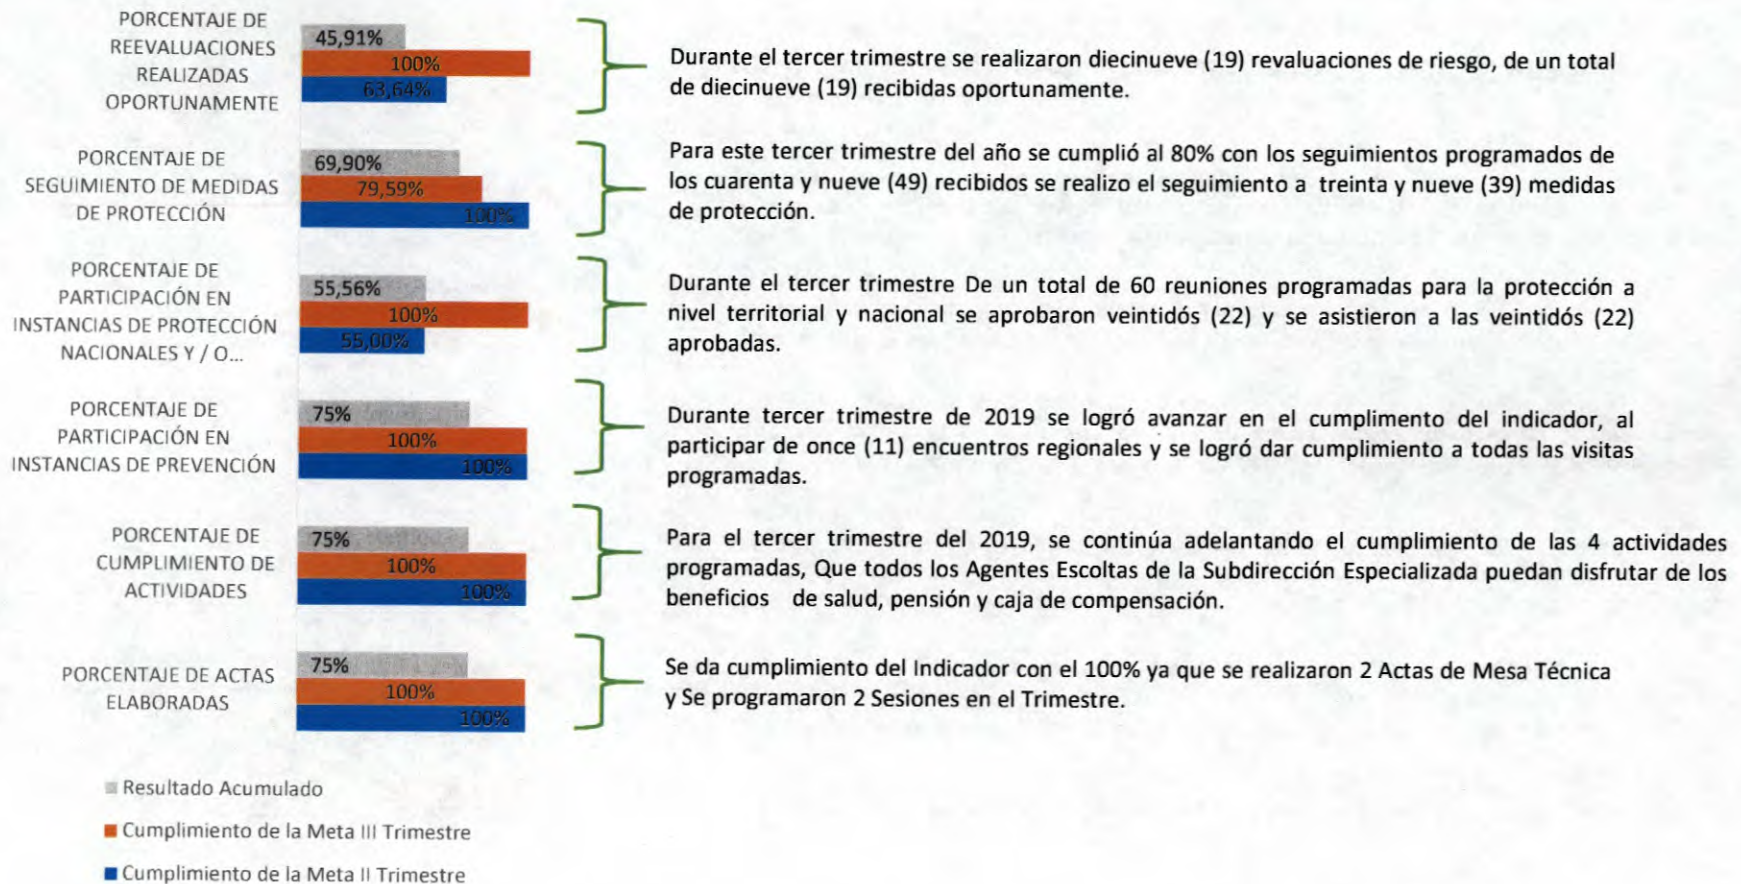 PORCENTAJE DE
REEVALUACIONES
REALIZADAS
OPORTUNAMENTE
45,91%
100%
63,64%
Durante el tercer trimestre se realizaron diecinueve (19) revaluaciones de riesgo, de un total
de diecinueve (19) recibidas oportunamente.
PORCENTAJE DE
SEGUIMIENTO DE MEDIDAS
DE PROTECCIÓN
69,90%
79,59%
100%
Para este tercer trimestre del año se cumplió al 80% con los seguimientos programados de
los cuarenta y nueve (49) recibidos se realizo el seguimiento a treinta y nueve (39) medidas
de protección.
PORCENTAJE DE
PARTICIPACIÓN EN
INSTANCIAS DE PROTECCIÓN
NACIONALES Y / O...
55,56%
100%
55,00%
Durante el tercer trimestre De un total de 60 reuniones programadas para la protección a
nivel territorial y nacional se aprobaron veintidós (22) y se asistieron a las veintidós (22)
aprobadas.
PORCENTAJE DE
PARTICIPACIÓN EN
INSTANCIAS DE PREVENCIÓN
75%
100%
100%
Durante tercer trimestre de 2019 se logró avanzar en el cumplimento del indicador, al
participar de once (11) encuentros regionales y se logró dar cumplimiento a todas las visitas
programadas.
PORCENTAJE DE
CUMPLIMIENTO DE
ACTIVIDADES
75%
100%
100%
Para el tercer trimestre del 2019, se continúa adelantando el cumplimiento de las 4 actividades
programadas, Que todos los Agentes Escoltas de la Subdirección Especializada puedan disfrutar de los
beneficios de salud, pensión y caja de compensación.
PORCENTAJE DE ACTAS
ELABORADAS
75%
100%
100%
Se da cumplimiento del Indicador con el 100% ya que se realizaron 2 Actas de Mesa Técnica
y Se programaron 2 Sesiones en el Trimestre.
Resultado Acumulado
Cumplimiento de la Meta III Trimestre
Cumplimiento de la Meta II Trimestre